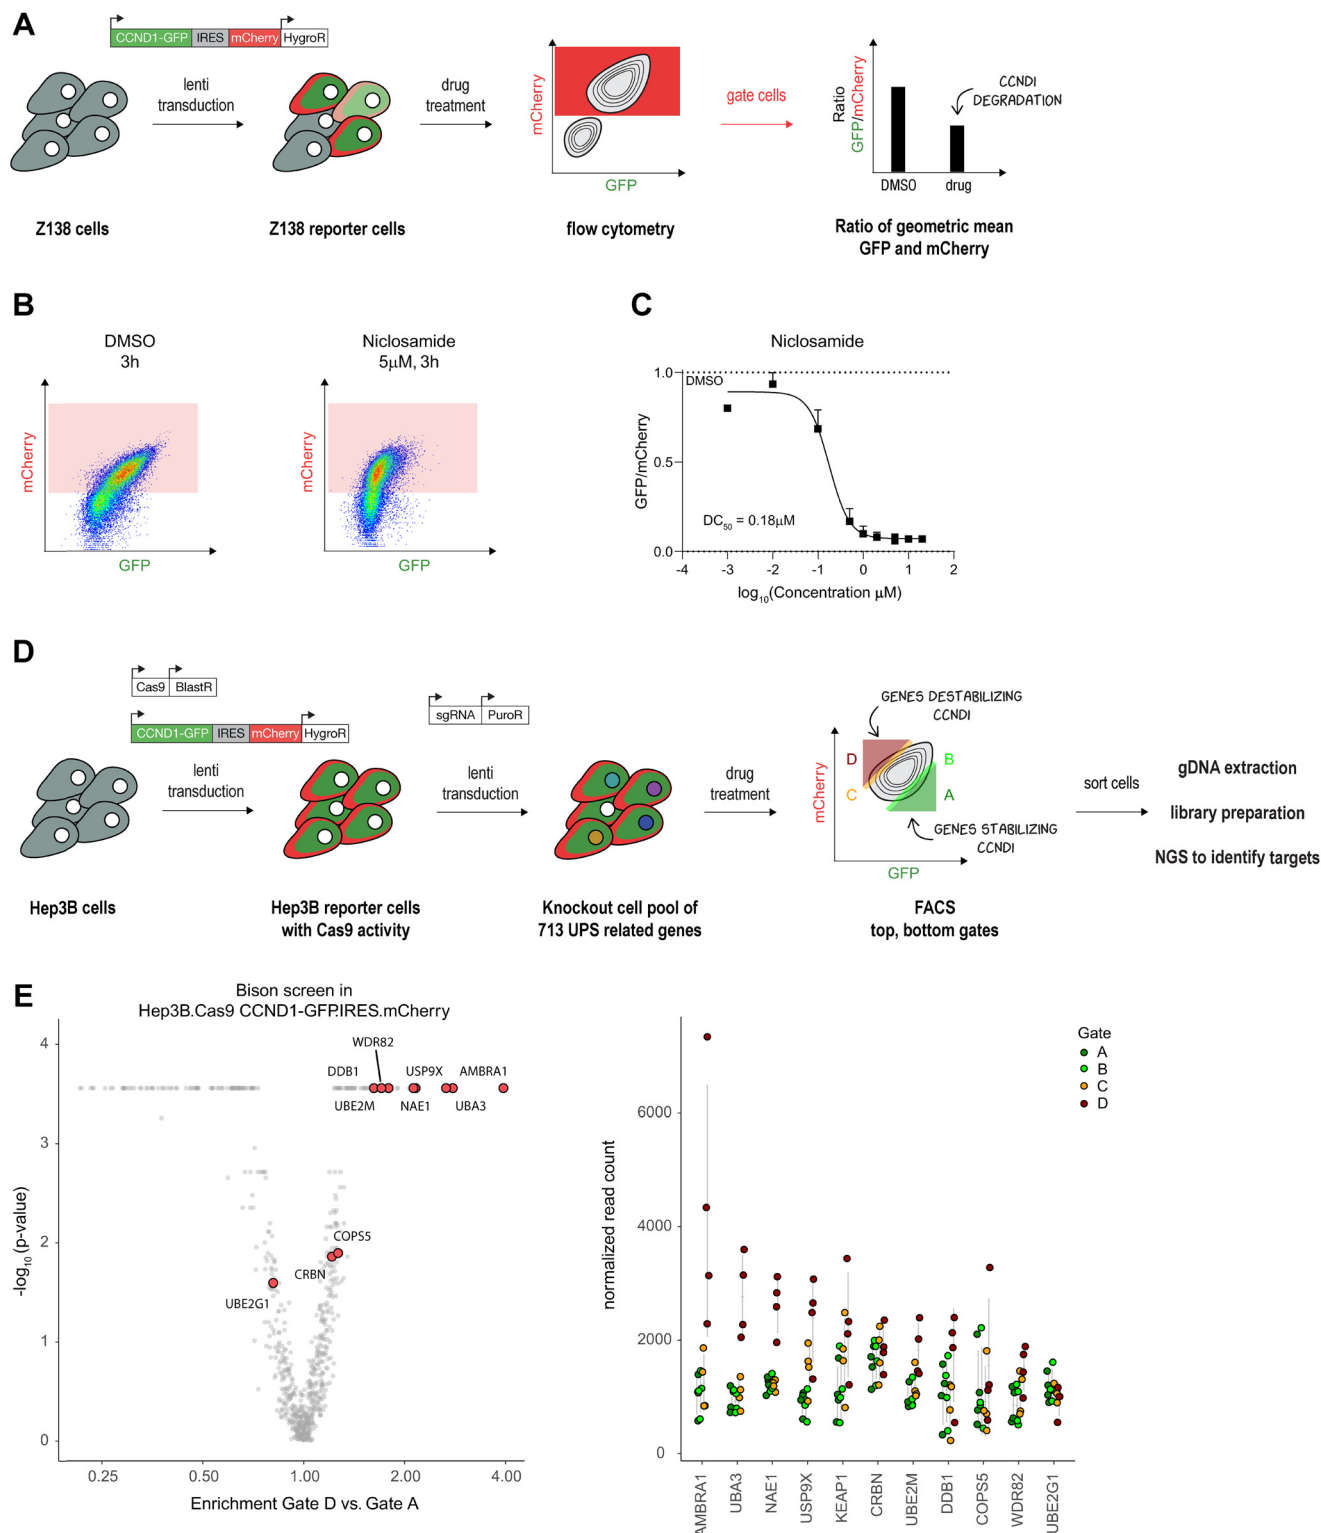 A
CCND1-GFP IRES mCherry HygroR
lenti
transduction
drug
treatment
mCherry
GFP
gate cells
Ratio
GFP/mCherry
CCND1
DEGRADATION
DMSO drug
Z138 cells
Z138 reporter cells
flow cytometry
Ratio of geometric mean
GFP and mCherry
B
DMSO
3h
mCherry
GFP
Niclosamide
5µM, 3h
mCherry
GFP
C
Niclosamide
GFP/mCherry
1.0
0.5
0.0
DMSO
DC50 = 0.18µM
-4 -3 -2 -1 0 1 2
log10(Concentration µM)
D
Cas9 BlastR
CCND1-GFP IRES mCherry HygroR
sgRNA PuroR
lenti
transduction
lenti
transduction
drug
treatment
GENES DESTABILIZING
CCND1
mCherry
D
B
C
A
GENES STABILIZING
CCND1
GFP
sort cells
gDNA extraction
library preparation
NGS to identify targets
Hep3B cells
Hep3B reporter cells
with Cas9 activity
Knockout cell pool of
713 UPS related genes
FACS
top, bottom gates
E
Bison screen in
Hep3B.Cas9 CCND1-GFP.IRES.mCherry
-log10 (p-value)
4
3
2
1
0
WDR82
DDB1 USP9X AMBRA1
UBE2M NAE1 UBA3
COPS5
CRBN
UBE2G1
0.25 0.50 1.00 2.00 4.00
Enrichment Gate D vs. Gate A
normalized read count
6000
4000
2000
0
Gate
A
B
C
D
AMBRA1
UBA3
NAE1
USP9X
KEAP1
CRBN
UBE2M
DDB1
COPS5
WDR82
UBE2G1